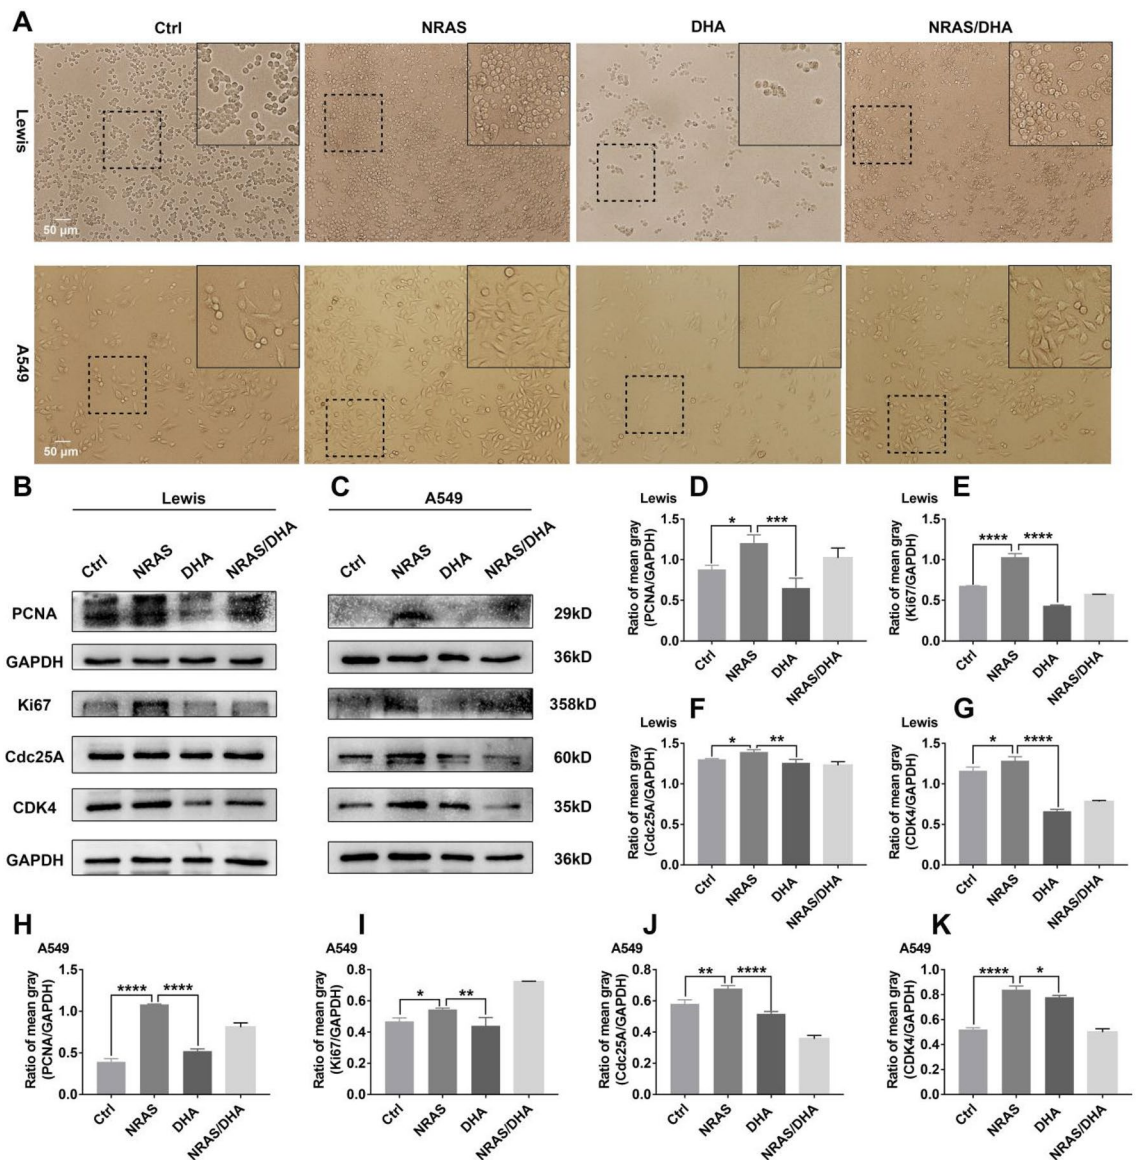 A
Ctrl NRAS DHA NRAS/DHA
Lewis
50 µm
A549
50 µm
B
Lewis
Ctrl NRAS DHA NRAS/DHA
C
A549
Ctrl NRAS DHA NRAS/DHA
PCNA 29kD
GAPDH 36kD
Ki67 358kD
Cdc25A 60kD
CDK4 35kD
GAPDH 36kD
D
Lewis
Ratio of mean gray
(PCNA/GAPDH)
1.5
1.0
0.5
0.0
* ***
Ctrl NRAS DHA NRAS/DHA
E
Lewis
Ratio of mean gray
(Ki67/GAPDH)
1.5
1.0
0.5
0.0
**** ****
Ctrl NRAS DHA NRAS/DHA
F
Lewis
Ratio of mean gray
(Cdc25A/GAPDH)
1.5
1.0
0.5
0.0
* **
Ctrl NRAS DHA NRAS/DHA
G
Lewis
Ratio of mean gray
(CDK4/GAPDH)
1.5
1.0
0.5
0.0
* ****
Ctrl NRAS DHA NRAS/DHA
H
A549
Ratio of mean gray
(PCNA/GAPDH)
1.5
1.0
0.5
0.0
**** ****
Ctrl NRAS DHA NRAS/DHA
I
A549
Ratio of mean gray
(Ki67/GAPDH)
0.8
0.6
0.4
0.2
0.0
* **
Ctrl NRAS DHA NRAS/DHA
J
A549
Ratio of mean gray
(Cdc25A/GAPDH)
0.8
0.6
0.4
0.2
0.0
** ****
Ctrl NRAS DHA NRAS/DHA
K
A549
Ratio of mean gray
(CDK4/GAPDH)
1.0
0.8
0.6
0.4
0.2
0.0
**** *
Ctrl NRAS DHA NRAS/DHA